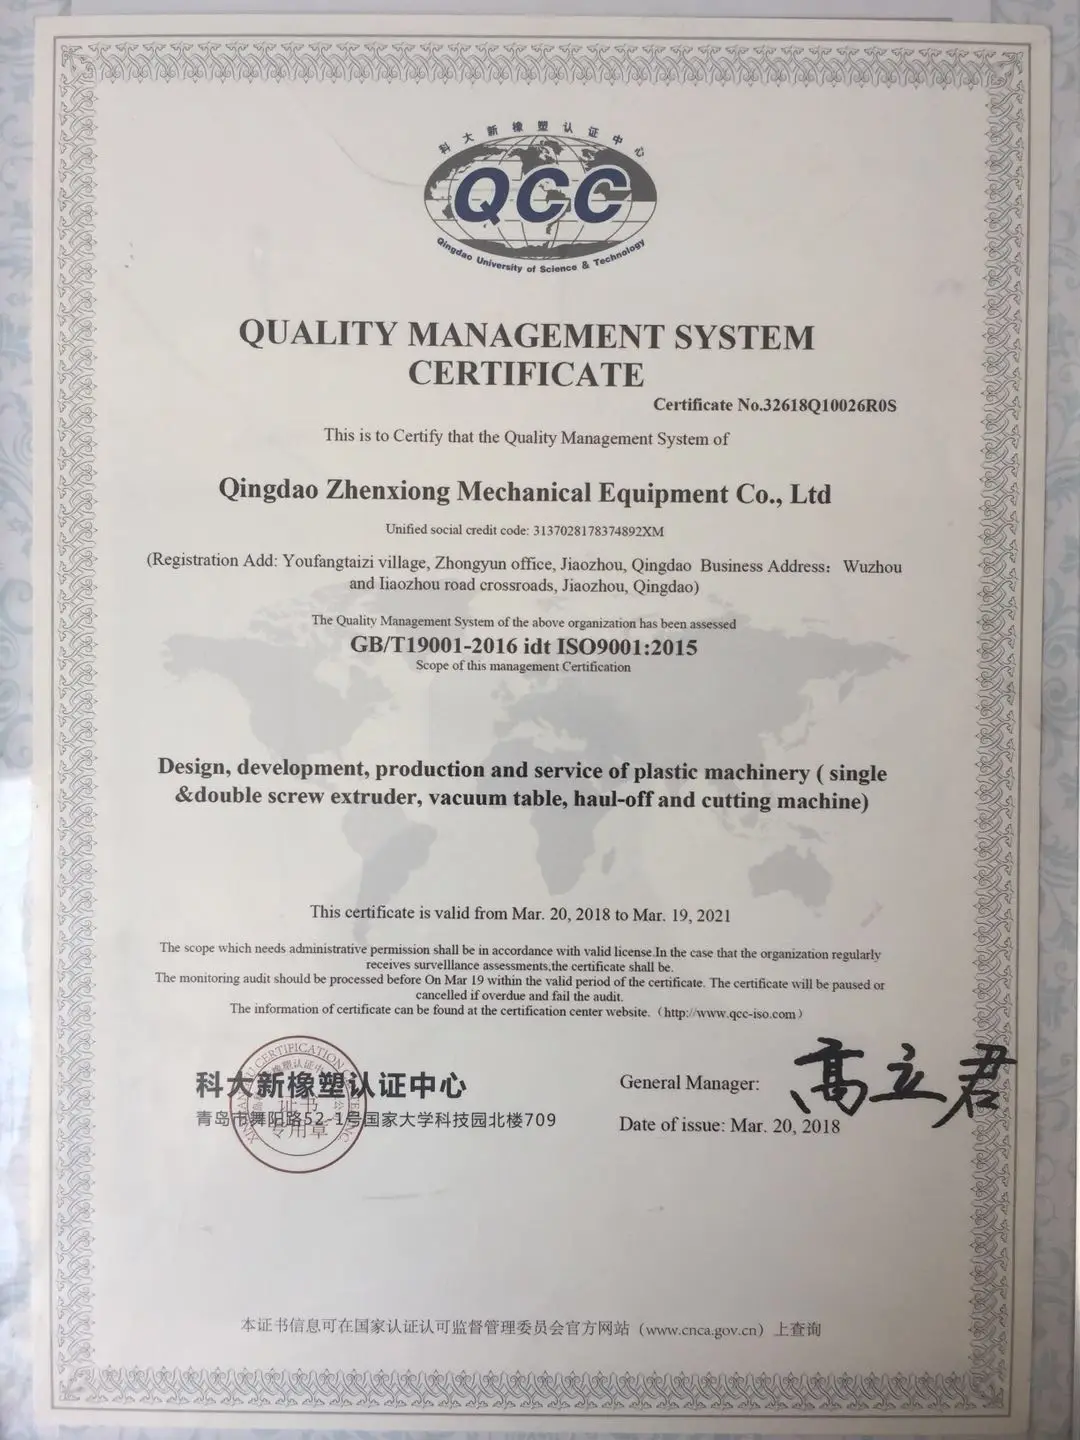 科大新橡塑认证中心
QCC
Qingdao University of Science & Technology
QUALITY MANAGEMENT SYSTEM
CERTIFICATE
Certificate No.32618Q10026R0S
This is to Certify that the Quality Management System of
Qingdao Zhenxiong Mechanical Equipment Co., Ltd
Unified social credit code: 3137028178374892XM
(Registration Add: Youfangtaizi village, Zhongyun office, Jiaozhou, Qingdao Business Address: Wuzhou
and Iiaozhou road crossroads, Jiaozhou, Qingdao)
The Quality Management System of the above organization has been assessed
GB/T19001-2016 idt ISO9001:2015
Scope of this management Certification
Design, development, production and service of plastic machinery ( single
&double screw extruder, vacuum table, haul-off and cutting machine)
This certificate is valid from Mar. 20, 2018 to Mar. 19, 2021
The scope which needs administrative permission shall be in accordance with valid license.In the case that the organization regularly
receives survelllance assessments,the certificate shall be.
The monitoring audit should be processed before On Mar 19 within the valid period of the certificate. The certificate will be paused or
cancelled if overdue and fail the audit.
The information of certificate can be found at the certification center website.（http://www.qcc-iso.com）
科大新橡塑认证中心
青岛市舞阳路52-1号国家大学科技园北楼709
证书
专用章
General Manager:
高立君
Date of issue: Mar. 20, 2018
本证书信息可在国家认证认可监督管理委员会官方网站（www.cnca.gov.cn）上查询